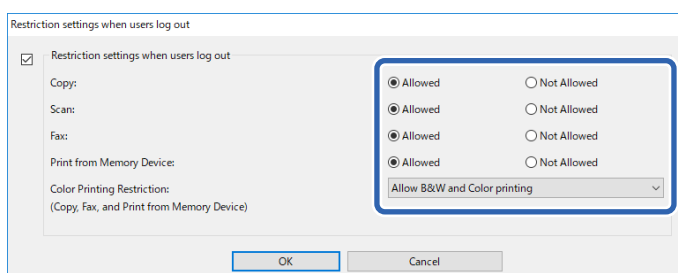 Restriction settings when users log out
Restriction settings when users log out
Copy: Allowed Not Allowed
Scan: Allowed Not Allowed
Fax: Allowed Not Allowed
Print from Memory Device: Allowed Not Allowed
Color Printing Restriction: Allow B&W and Color printing
(Copy, Fax, and Print from Memory Device)
OK Cancel